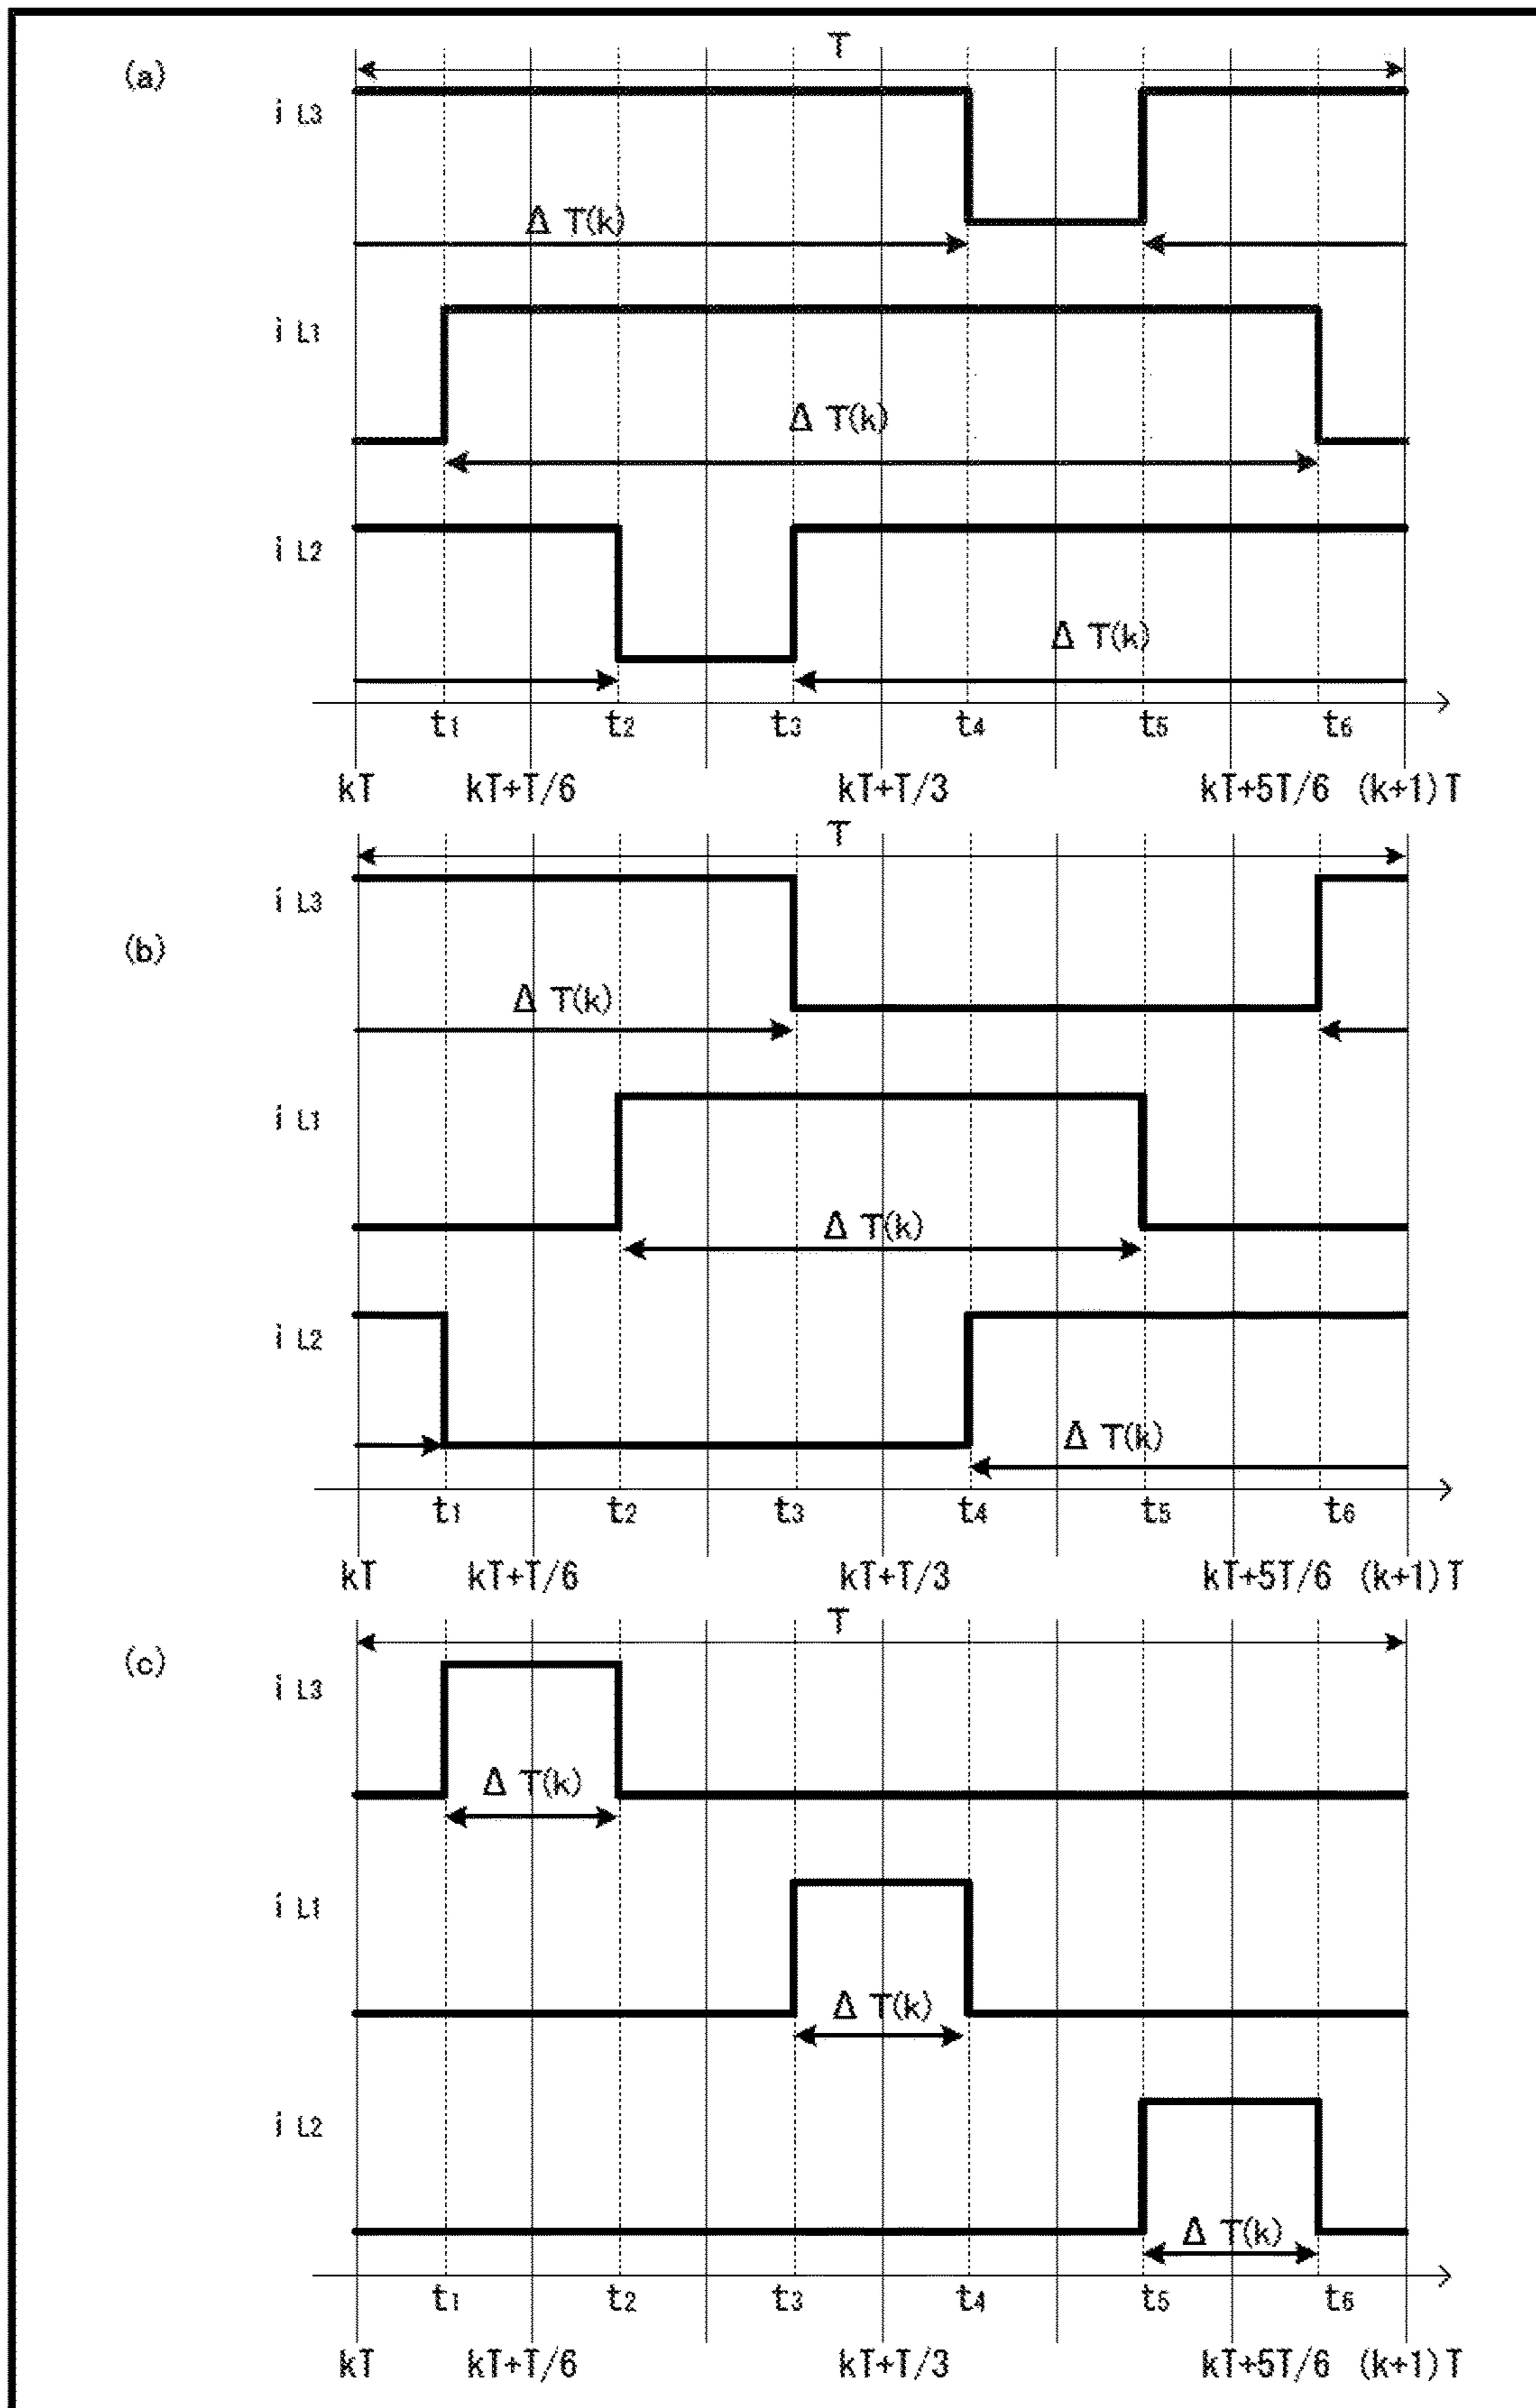 (a)
T
i L3
Δ T(k)
i L1
Δ T(k)
i L2
Δ T(k)
t1 t2 t3 t4 t5 t6
kT kT+T/6 kT+T/3 kT+5T/6 (k+1)T
T
i L3
(b)
Δ T(k)
i L1
Δ T(k)
i L2
Δ T(k)
t1 t2 t3 t4 t5 t6
kT kT+T/6 kT+T/3 kT+5T/6 (k+1)T
T
(c)
i L3
Δ T(k)
i L1
Δ T(k)
i L2
Δ T(k)
t1 t2 t3 t4 t5 t6
kT kT+T/6 kT+T/3 kT+5T/6 (k+1)T